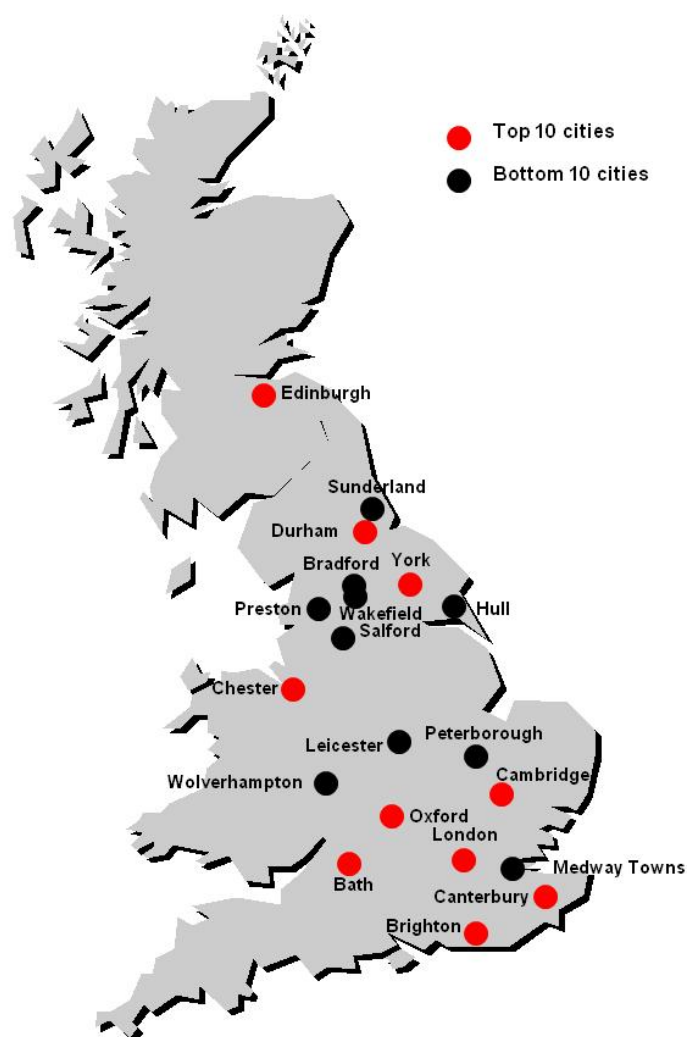 Top 10 cities
Bottom 10 cities
Edinburgh
Sunderland
Durham
Bradford
York
Preston
Wakefield
Hull
Salford
Chester
Leicester
Peterborough
Wolverhampton
Cambridge
Oxford
London
Bath
Medway Towns
Canterbury
Brighton